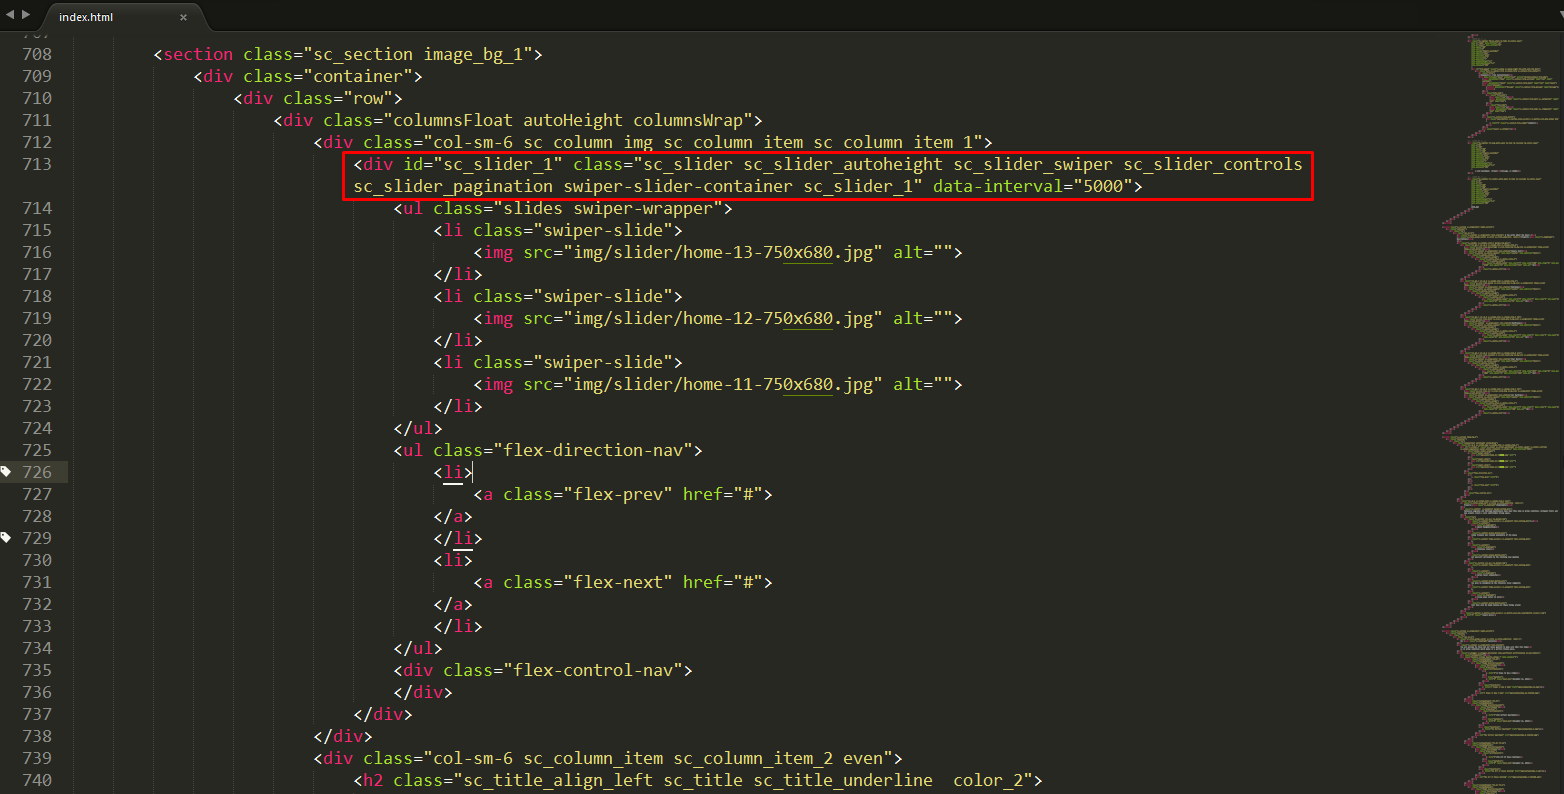 index.html ×
707
708 <section class="sc_section image_bg_1">
709 <div class="container">
710 <div class="row">
711 <div class="columnsFloat autoHeight columnsWrap">
712 <div class="col-sm-6 sc_column_img sc_column_item sc_column_item_1">
713 <div id="sc_slider_1" class="sc_slider sc_slider_autoheight sc_slider_swiper sc_slider_controls
sc_slider_pagination swiper-slider-container sc_slider_1" data-interval="5000">
714 <ul class="slides swiper-wrapper">
715 <li class="swiper-slide">
716 <img src="img/slider/home-13-750x680.jpg" alt="">
717 </li>
718 <li class="swiper-slide">
719 <img src="img/slider/home-12-750x680.jpg" alt="">
720 </li>
721 <li class="swiper-slide">
722 <img src="img/slider/home-11-750x680.jpg" alt="">
723 </li>
724 </ul>
725 <ul class="flex-direction-nav">
726 <li>
727 <a class="flex-prev" href="#">
728 </a>
729 </li>
730 <li>
731 <a class="flex-next" href="#">
732 </a>
733 </li>
734 </ul>
735 <div class="flex-control-nav">
736 </div>
737 </div>
738 </div>
739 <div class="col-sm-6 sc_column_item sc_column_item_2 even">
740 <h2 class="sc_title_align_left sc_title sc_title_underline  color_2">